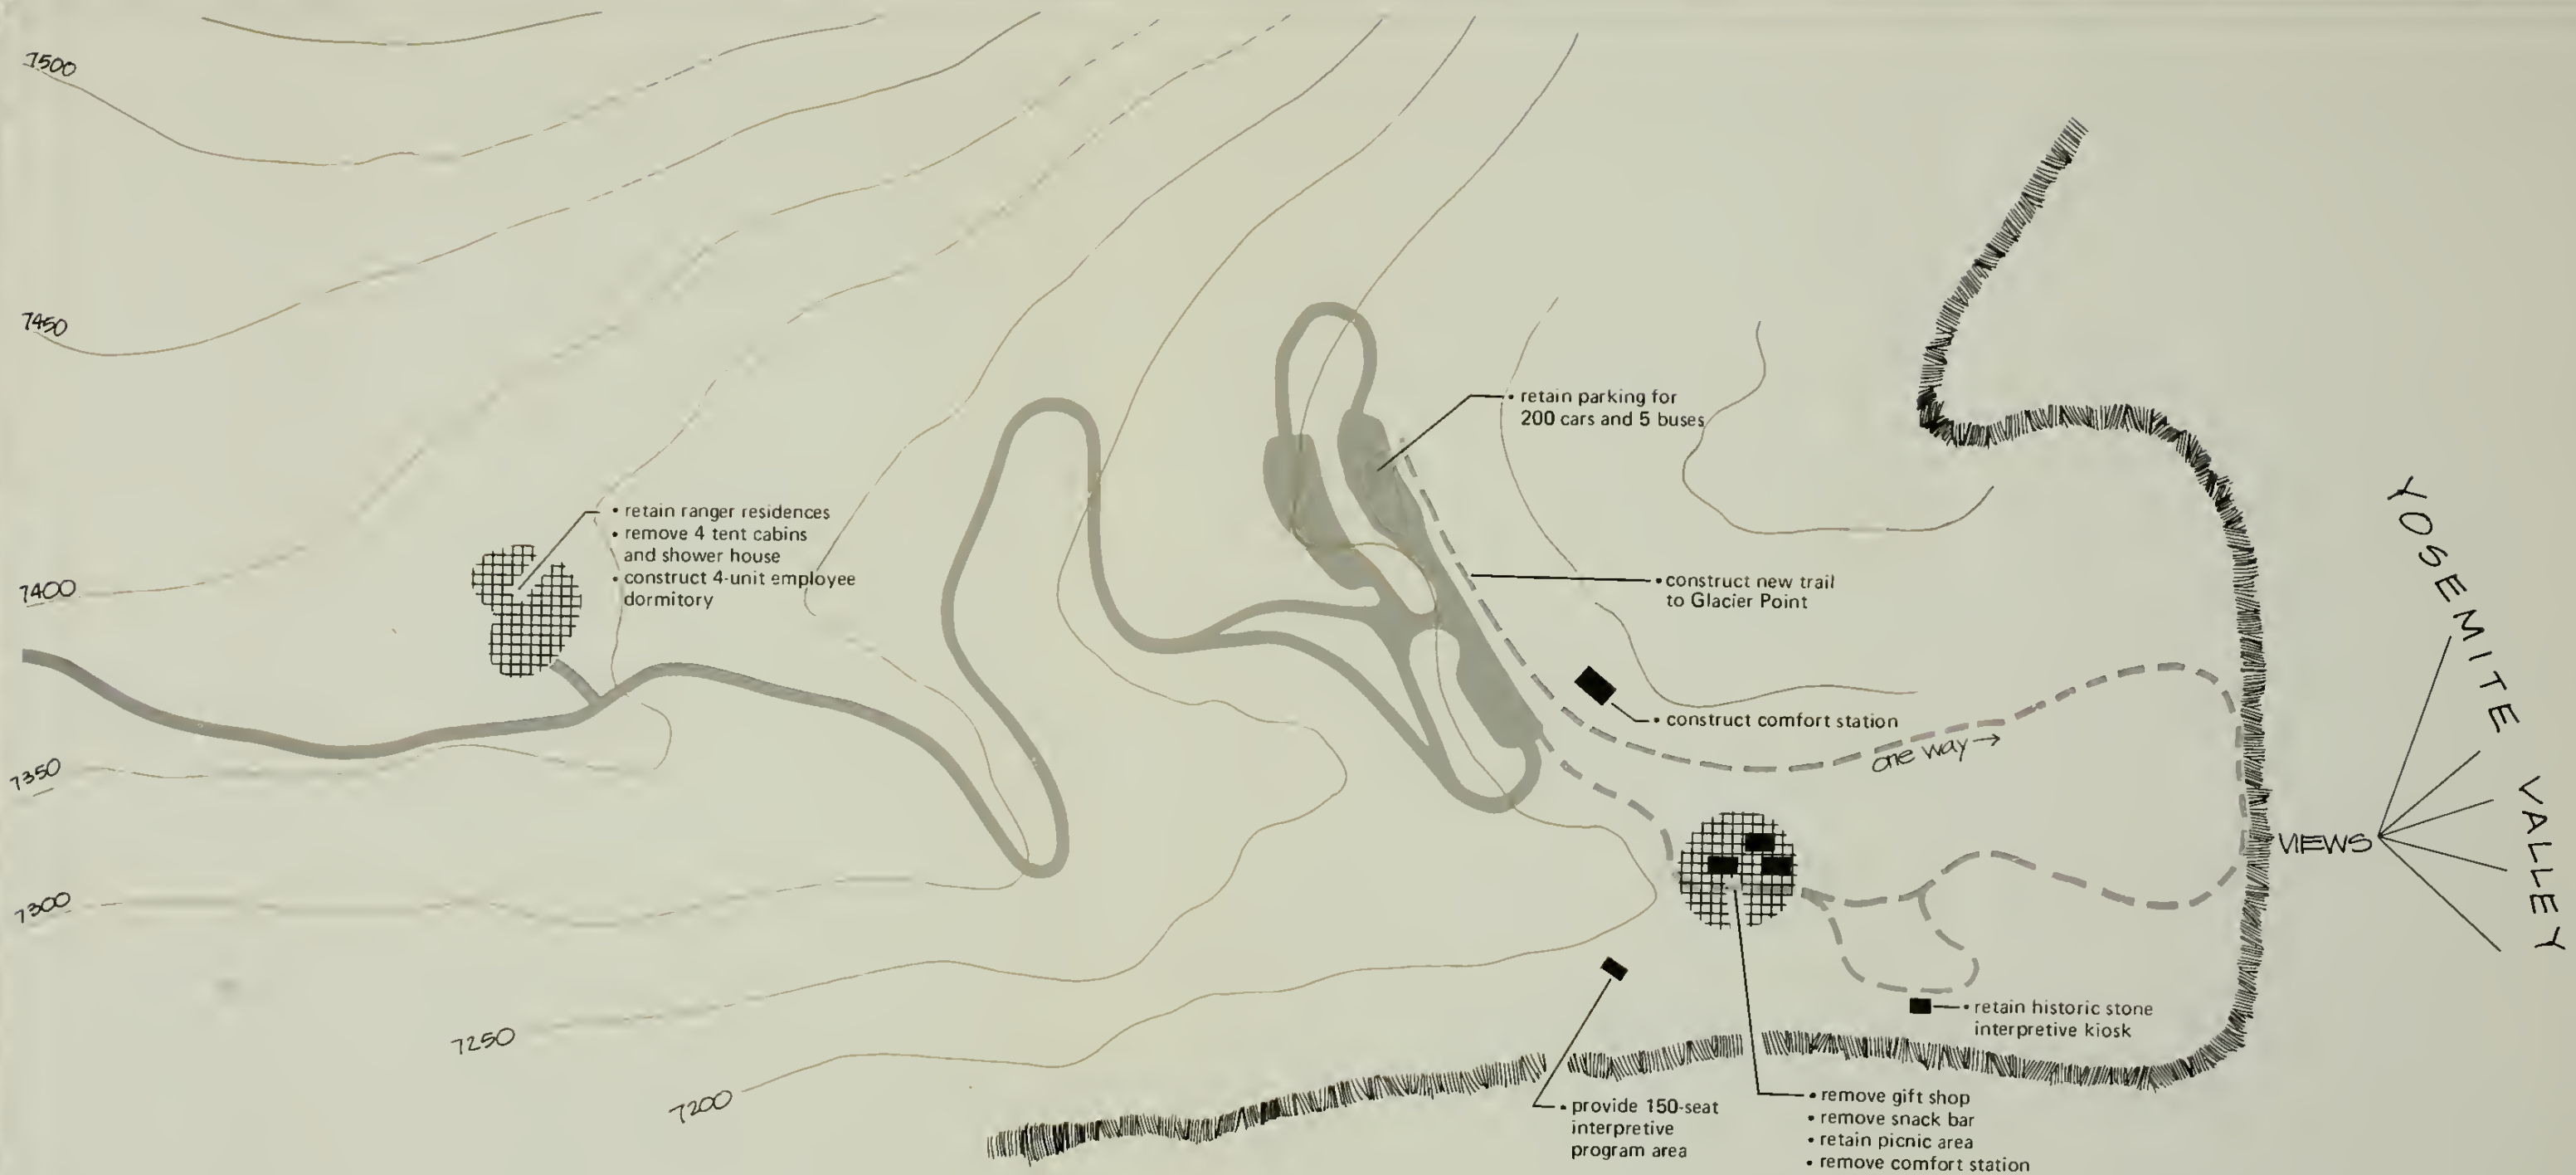 7500
7450
7400
7350
7300
7250
7200
• retain ranger residences
• remove 4 tent cabins
and shower house
• construct 4-unit employee
dormitory
• retain parking for
200 cars and 5 buses
• construct new trail
to Glacier Point
• construct comfort station
one way →
VIEWS
YOSEMITE VALLEY
• retain historic stone
interpretive kiosk
• provide 150-seat
interpretive
program area
• remove gift shop
• remove snack bar
• retain picnic area
• remove comfort station